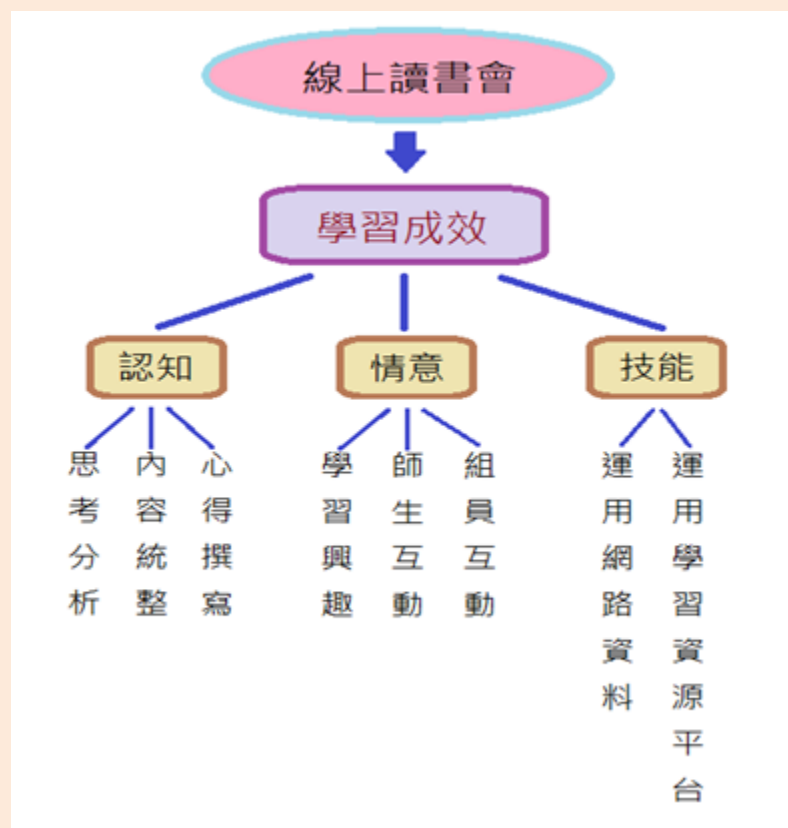 線上讀書會
學習成效
認知
情意
技能
思考分析
內容統整
心得撰寫
學習興趣
師生互動
組員互動
運用網路資料
運用學習資源平台